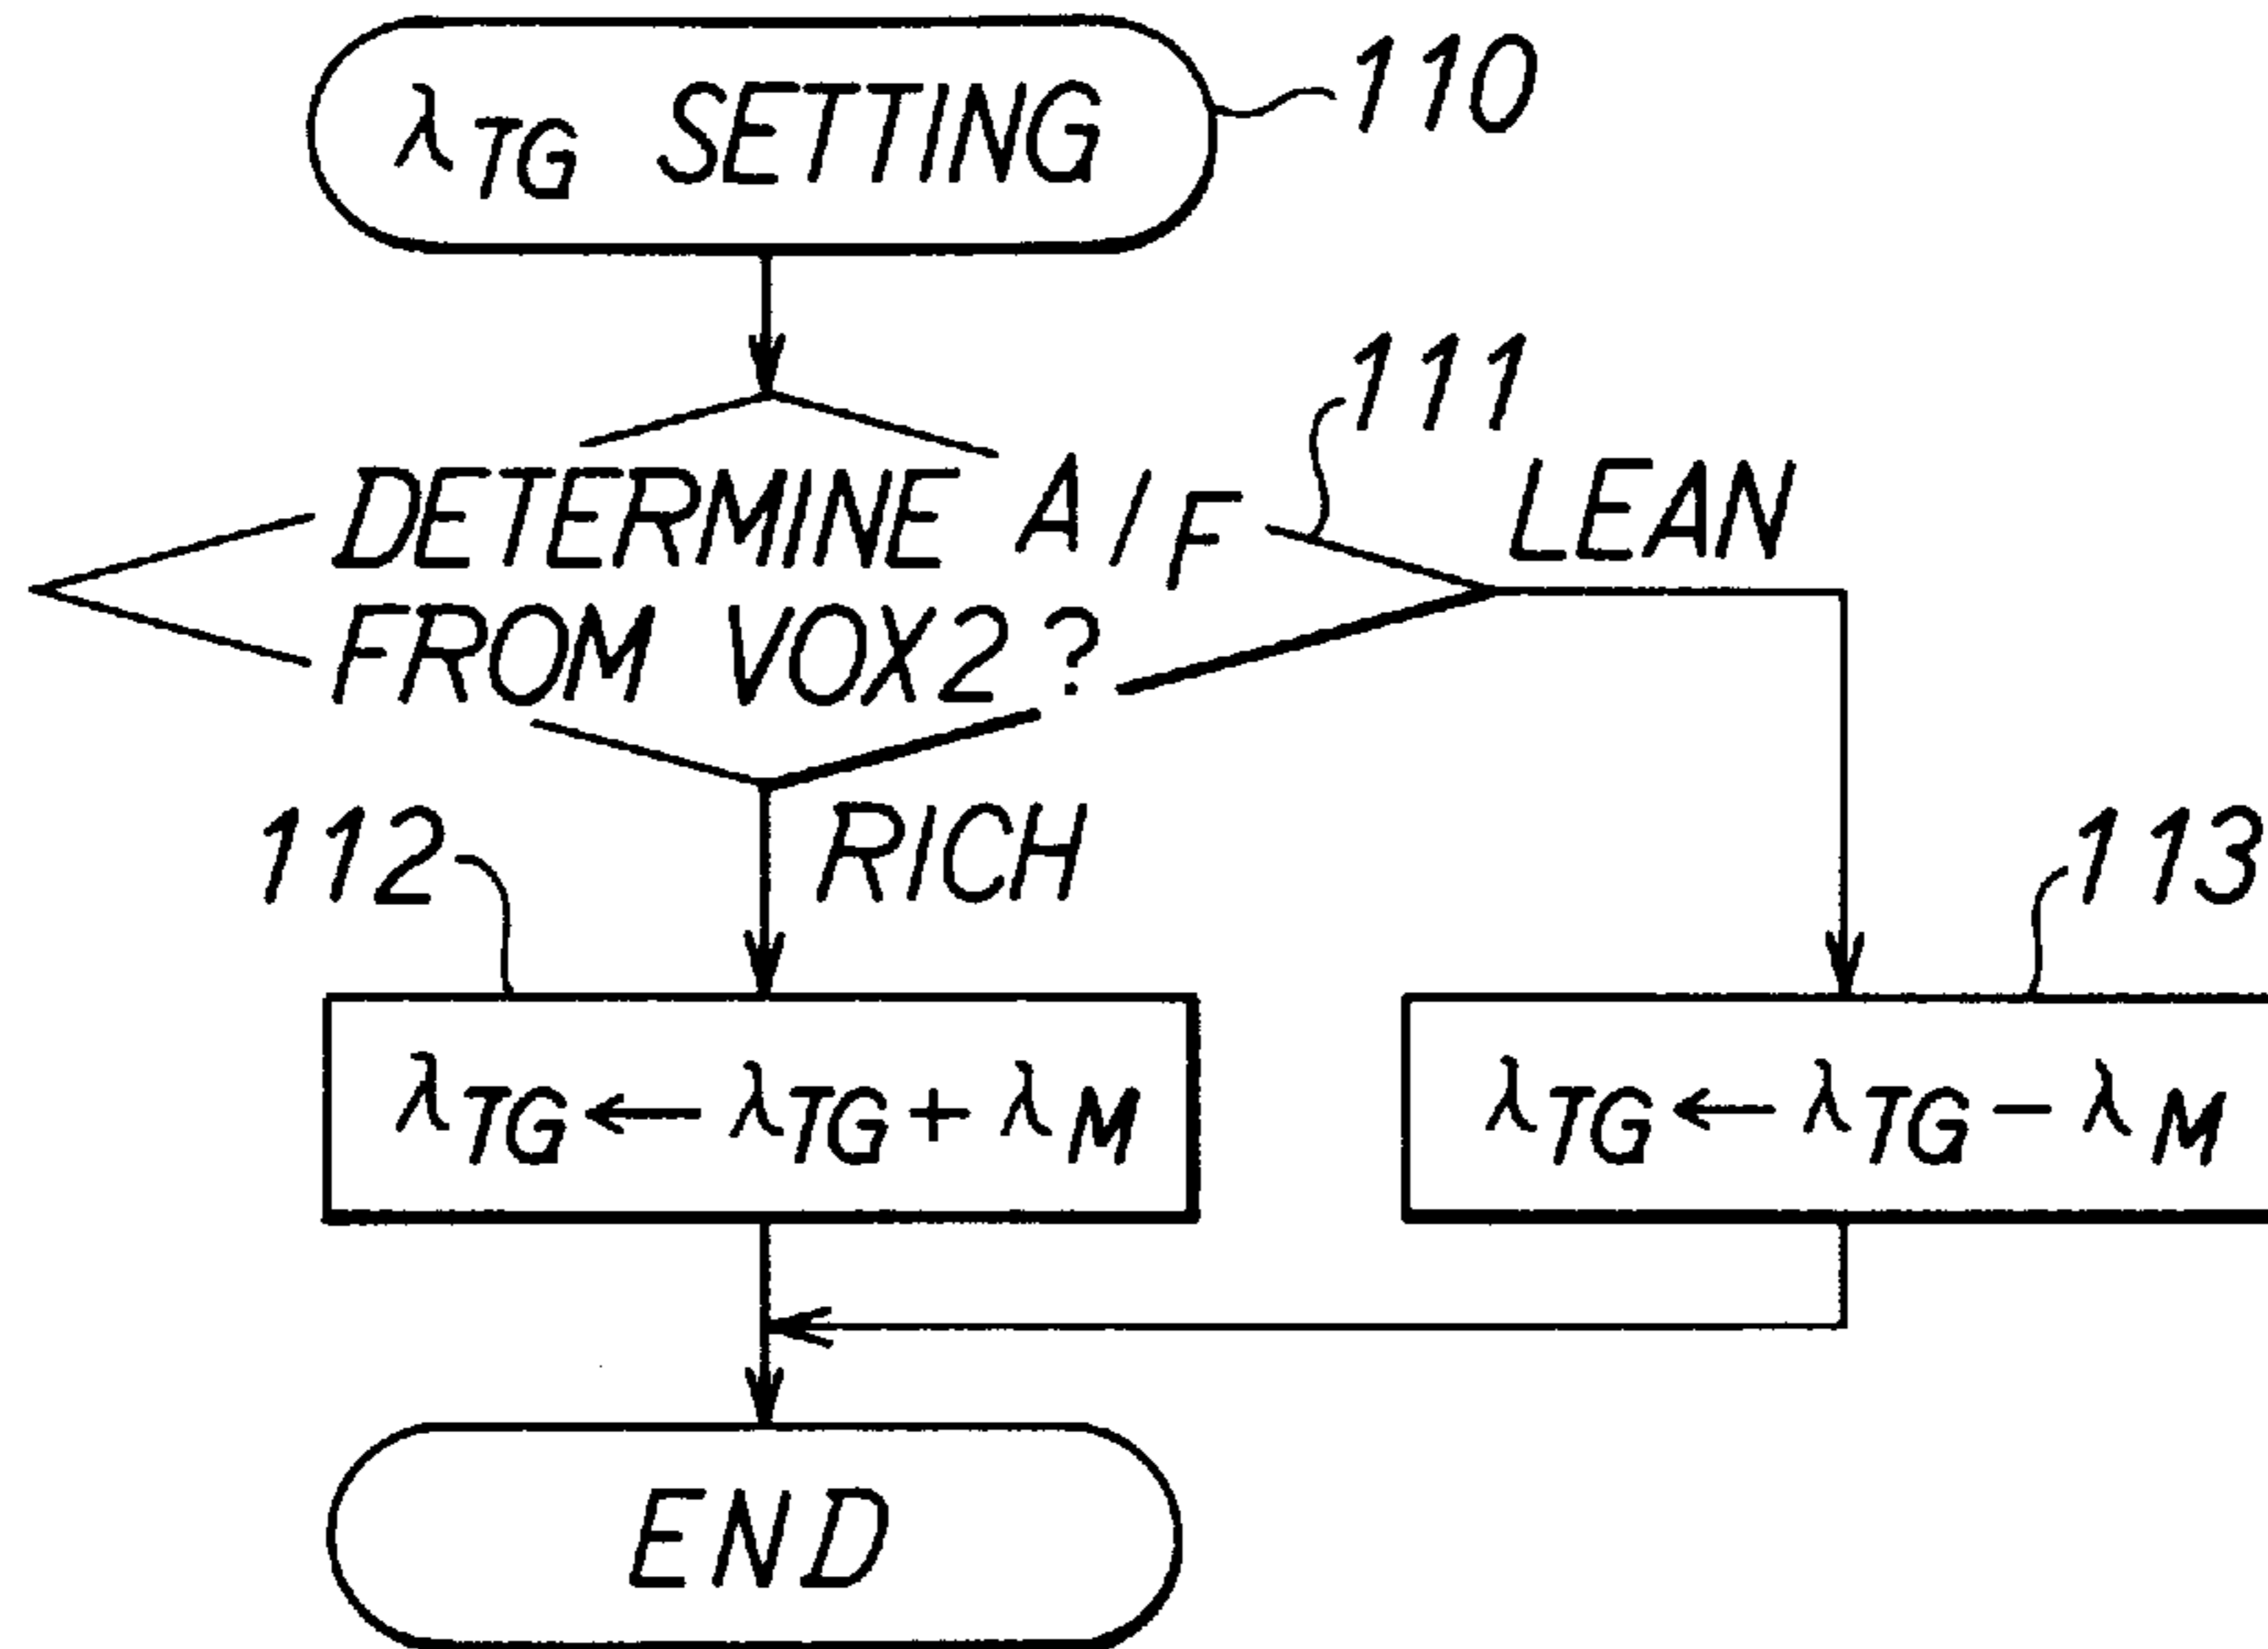 λTG SETTING
110
111
DETERMINE A/F
FROM VOX2?
LEAN
RICH
112
113
λTG ← λTG + λM
λTG ← λTG − λM
END